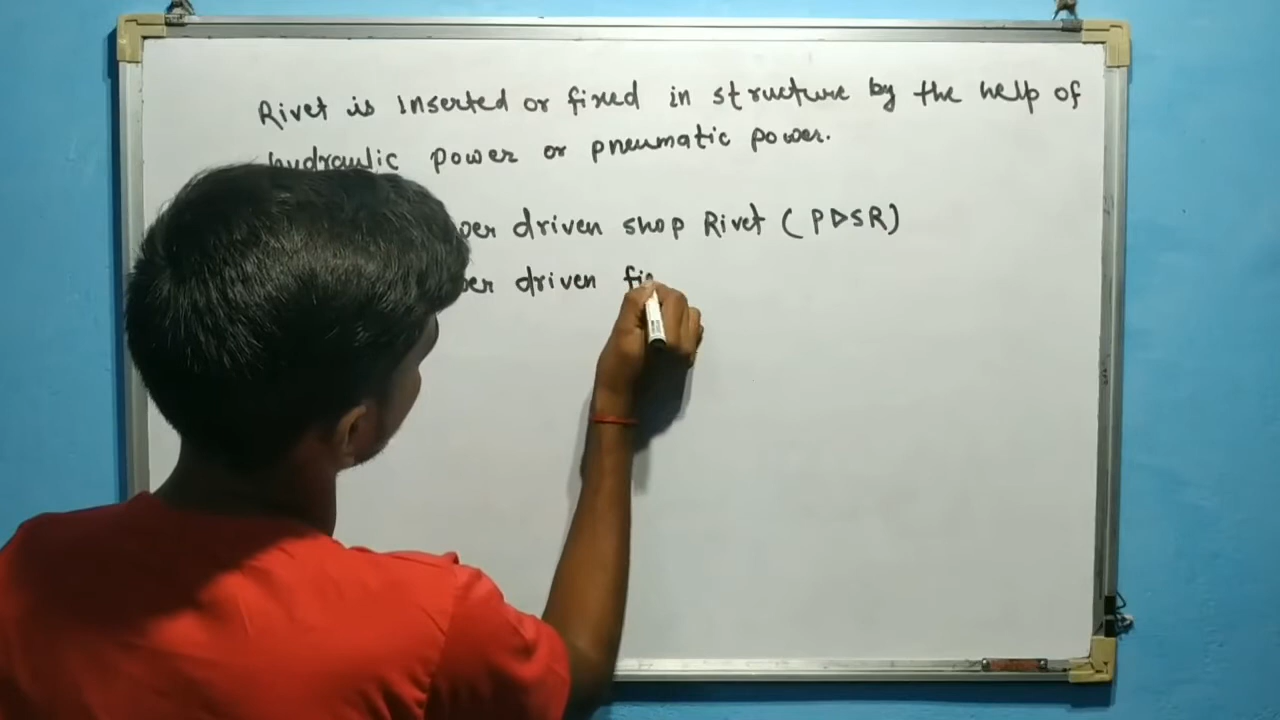 Rivet is inserted or fixed in structure by the help of
hydraulic power or pneumatic power.
driven shop Rivet (PDSR)
driven